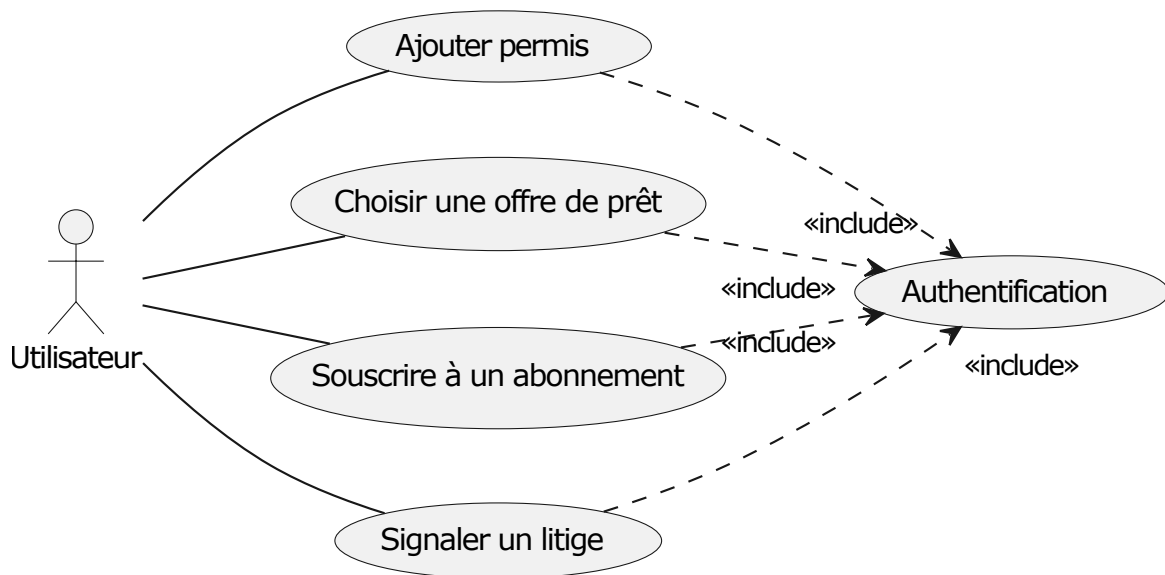 Ajouter permis
Choisir une offre de prêt
«include»
Authentification
«include»
«include»
Utilisateur
Souscrire à un abonnement
«include»
Signaler un litige